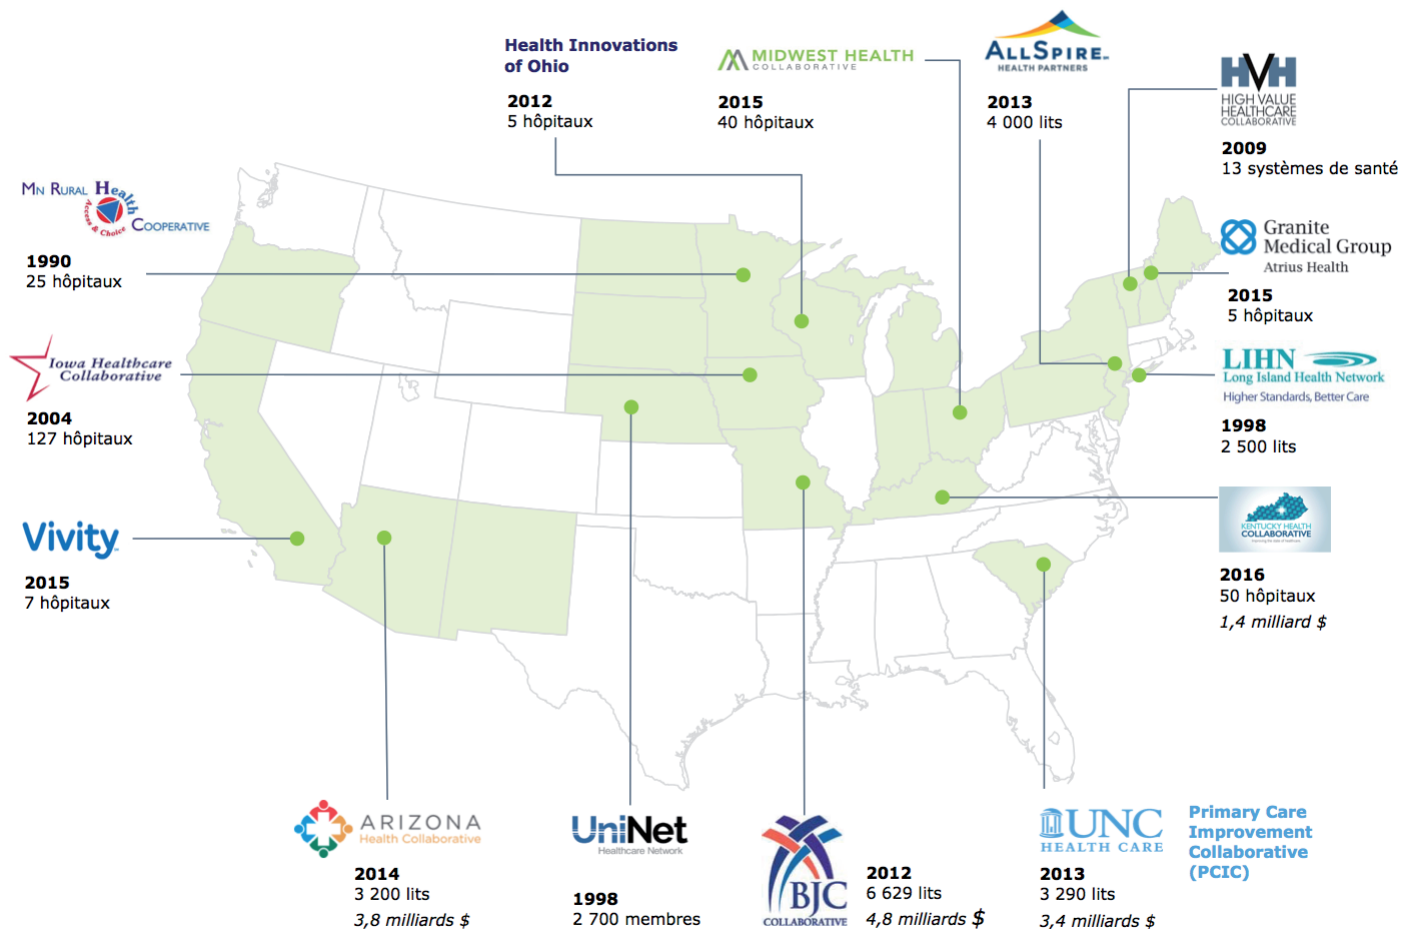 Health Innovations
of Ohio
2012
5 hôpitaux
MIDWEST HEALTH
COLLABORATIVE
2015
40 hôpitaux
ALLSPIRE
HEALTH PARTNERS
2013
4 000 lits
HVH
HIGH VALUE
HEALTHCARE
COLLABORATIVE
2009
13 systèmes de santé
MN RURAL Health
Access & Choice
COOPERATIVE
1990
25 hôpitaux
Granite
Medical Group
Atrius Health
2015
5 hôpitaux
Iowa Healthcare
Collaborative
2004
127 hôpitaux
LIHN
Long Island Health Network
Higher Standards, Better Care
1998
2 500 lits
Vivity
2015
7 hôpitaux
KENTUCKY HEALTH
COLLABORATIVE
2016
50 hôpitaux
1,4 milliard $
ARIZONA
Health Collaborative
2014
3 200 lits
3,8 milliards $
UniNet
Healthcare Network
1998
2 700 membres
BJC
COLLABORATIVE
2012
6 629 lits
4,8 milliards $
UNC
HEALTH CARE
2013
3 290 lits
3,4 milliards $
Primary Care
Improvement
Collaborative
(PCIC)